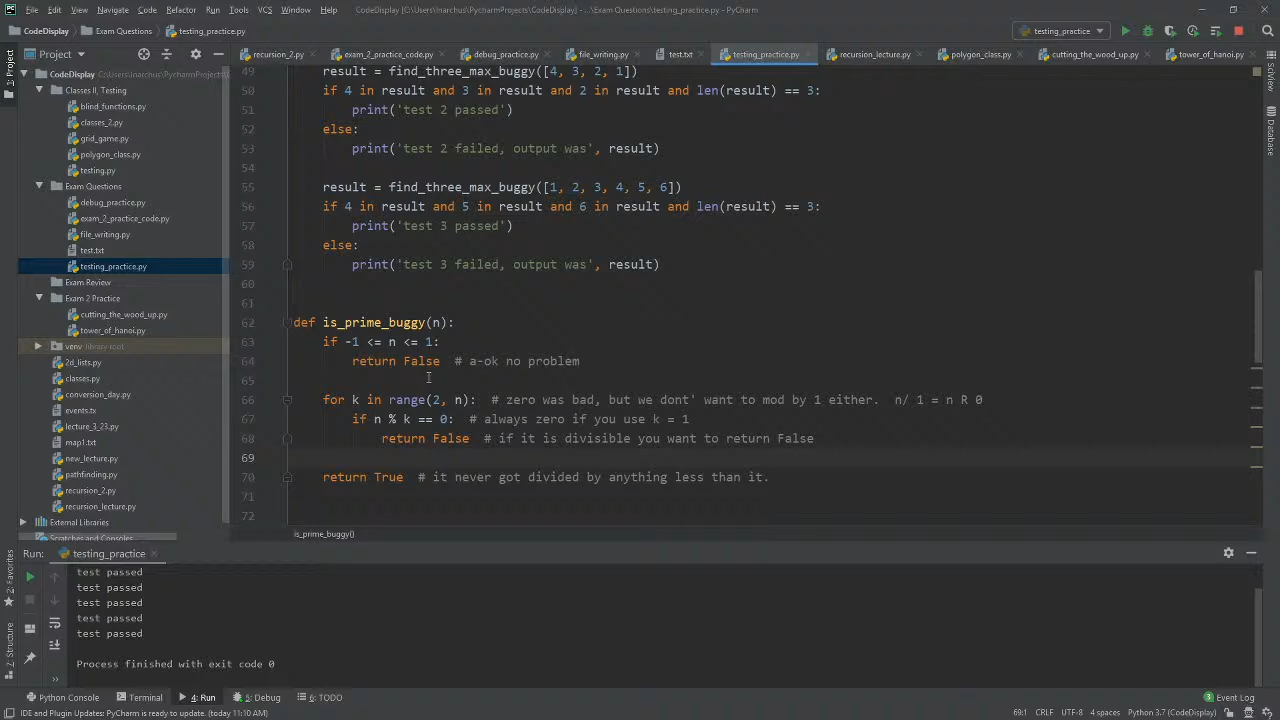 File Edit View Navigate Code Refactor Run Tools VCS Window Help CodeDisplay [C:\Users\Inarchus\PycharmProjects\CodeDisplay] - ...\Exam Questions\testing_practice.py - PyCharm
CodeDisplay Exam Questions testing_practice.py testing_practice
Project recursion_2.py exam_2_practice_code.py debug_practice.py file_writing.py test.txt testing_practice.py recursion_lecture.py polygon_class.py cutting_the_wood_up.py tower_of_hanoi.py
1: Project
SciView
Database
CodeDisplay C:\Users\Inarchus\PycharmProjects\
Classes II, Testing
blind_functions.py
classes_2.py
grid_game.py
polygon_class.py
testing.py
Exam Questions
debug_practice.py
exam_2_practice_code.py
file_writing.py
test.txt
testing_practice.py
Exam Review
Exam 2 Practice
cutting_the_wood_up.py
tower_of_hanoi.py
venv library root
2d_lists.py
classes.py
conversion_day.py
events.tx
lecture_3_23.py
map1.txt
new_lecture.py
pathfinding.py
recursion_2.py
recursion_lecture.py
External Libraries
Scratches and Consoles
49 result = find_three_max_buggy([4, 3, 2, 1])
50 if 4 in result and 3 in result and 2 in result and len(result) == 3:
51 print('test 2 passed')
52 else:
53 print('test 2 failed, output was', result)
54
55 result = find_three_max_buggy([1, 2, 3, 4, 5, 6])
56 if 4 in result and 5 in result and 6 in result and len(result) == 3:
57 print('test 3 passed')
58 else:
59 print('test 3 failed, output was', result)
60
61
62 def is_prime_buggy(n):
63 if -1 <= n <= 1:
64 return False # a-ok no problem
65
66 for k in range(2, n): # zero was bad, but we dont' want to mod by 1 either. n/ 1 = n R 0
67 if n % k == 0: # always zero if you use k = 1
68 return False # if it is divisible you want to return False
69
70 return True # it never got divided by anything less than it.
71
72
is_prime_buggy()
Run: testing_practice
test passed
test passed
test passed
test passed
test passed
Process finished with exit code 0
2: Favorites
7: Structure
Python Console Terminal 4: Run 5: Debug 6: TODO Event Log
IDE and Plugin Updates: PyCharm is ready to update. (today 11:10 AM) 69:1 CRLF UTF-8 4 spaces Python 3.7 (CodeDisplay)